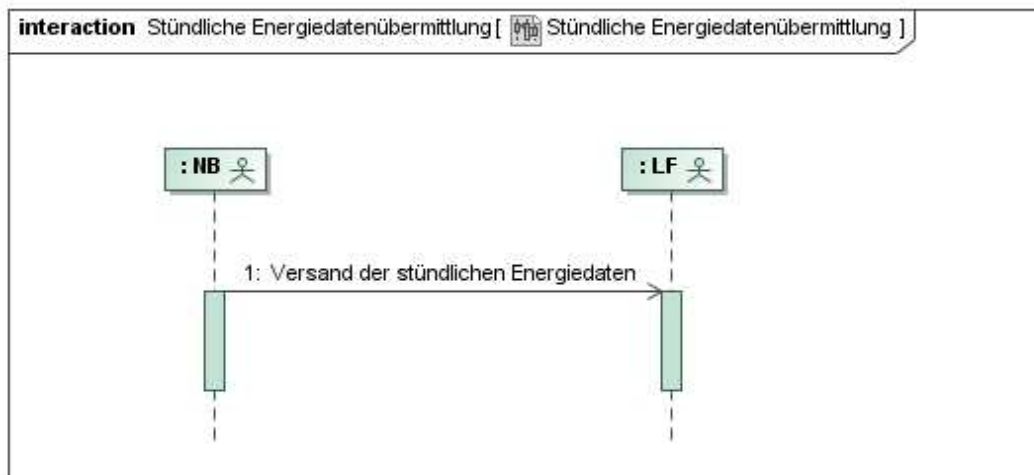 interaction Stündliche Energiedatenübermittlung [ Stündliche Energiedatenübermittlung ]
: NB
: LF
1: Versand der stündlichen Energiedaten